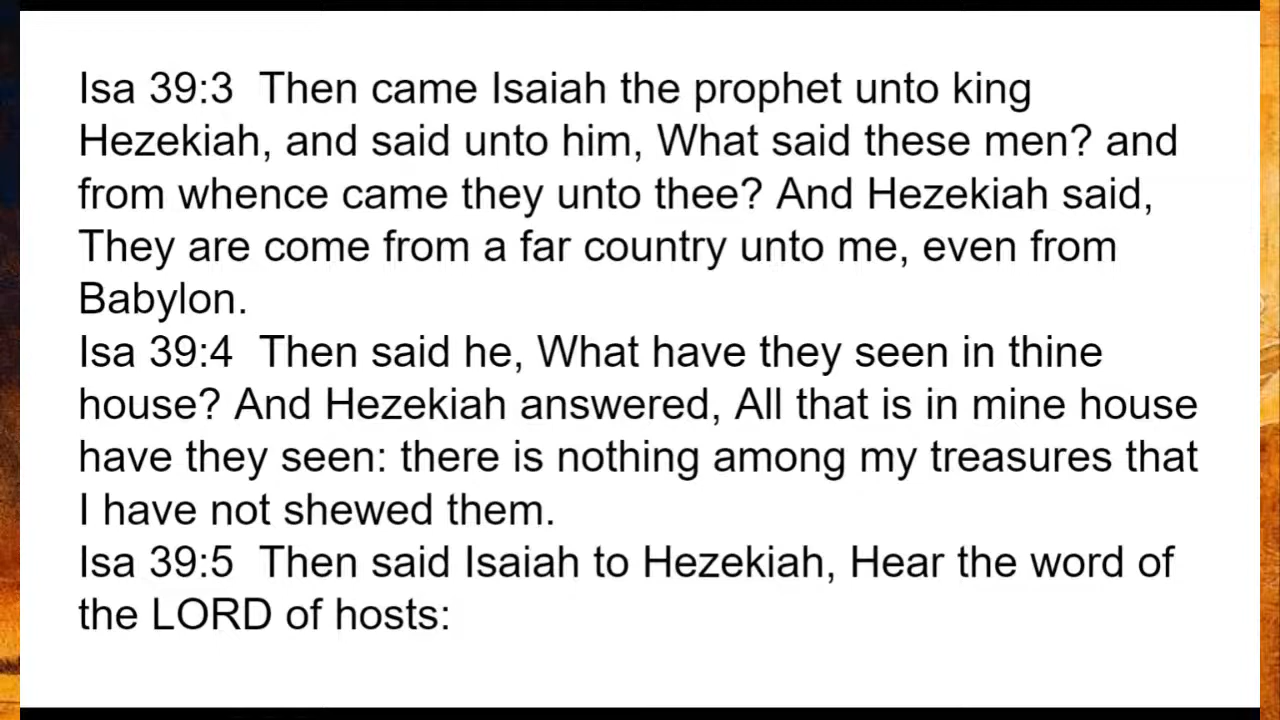 Isa 39:3  Then came Isaiah the prophet unto king
Hezekiah, and said unto him, What said these men? and
from whence came they unto thee? And Hezekiah said,
They are come from a far country unto me, even from
Babylon.
Isa 39:4  Then said he, What have they seen in thine
house? And Hezekiah answered, All that is in mine house
have they seen: there is nothing among my treasures that
I have not shewed them.
Isa 39:5  Then said Isaiah to Hezekiah, Hear the word of
the LORD of hosts: